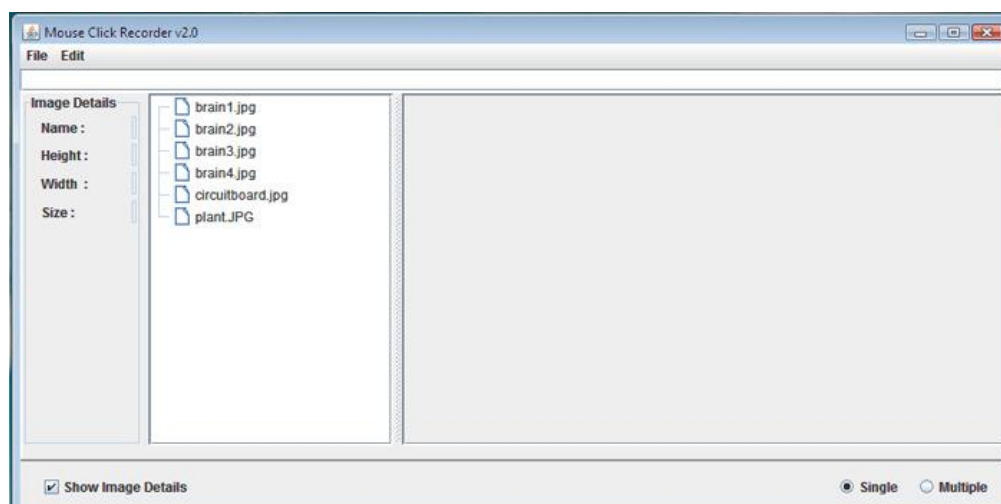 Mouse Click Recorder v2.0
File Edit
Image Details
Name :
Height :
Width :
Size :
brain1.jpg
brain2.jpg
brain3.jpg
brain4.jpg
circuitboard.jpg
plant.JPG
Show Image Details
Single
Multiple